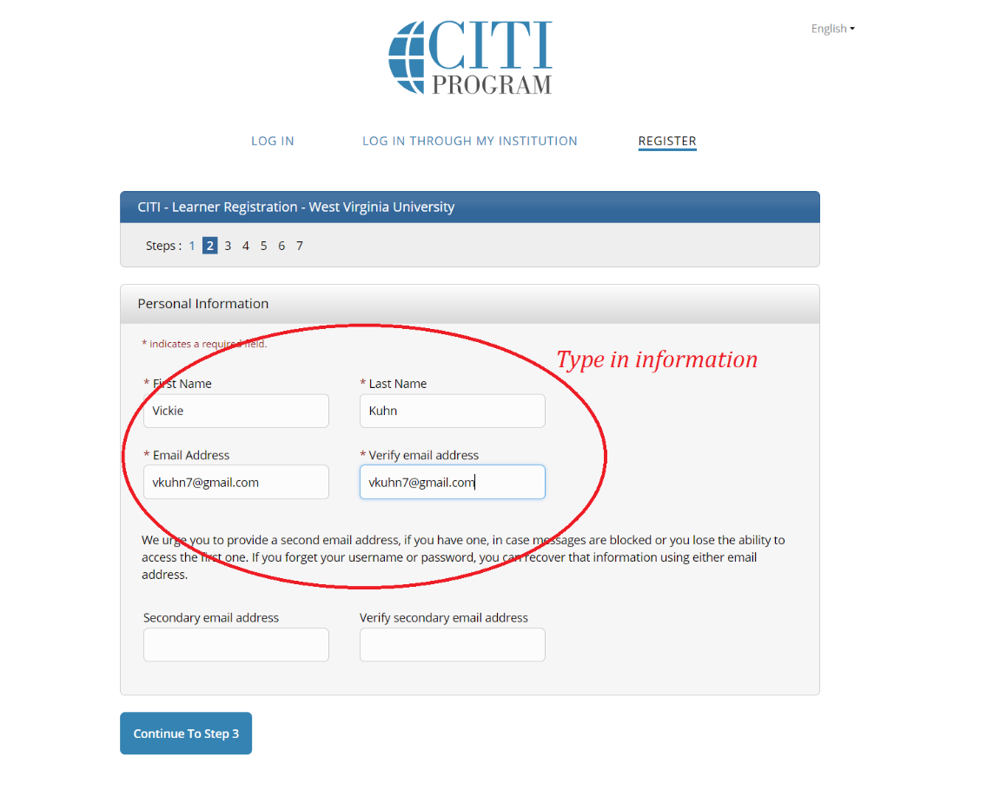 CITI
PROGRAM
English
LOG IN
LOG IN THROUGH MY INSTITUTION
REGISTER
CITI - Learner Registration - West Virginia University
Steps : 1 2 3 4 5 6 7
Personal Information
* indicates a required field.
Type in information
* First Name
* Last Name
Vickie
Kuhn
* Email Address
* Verify email address
vkuhn7@gmail.com
vkuhn7@gmail.com
We urge you to provide a second email address, if you have one, in case messages are blocked or you lose the ability to
access the first one. If you forget your username or password, you can recover that information using either email
address.
Secondary email address
Verify secondary email address
Continue To Step 3